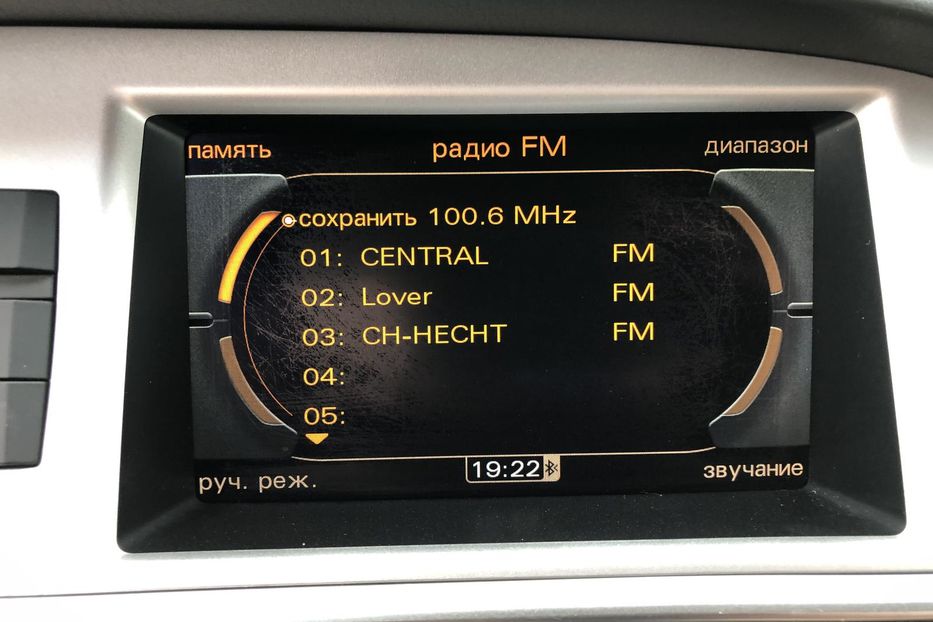 память радио FM диапазон
сохранить 100.6 MHz
01: CENTRAL FM
02: Lover FM
03: CH-HECHT FM
04:
05:
руч. реж. 19:22 звучание